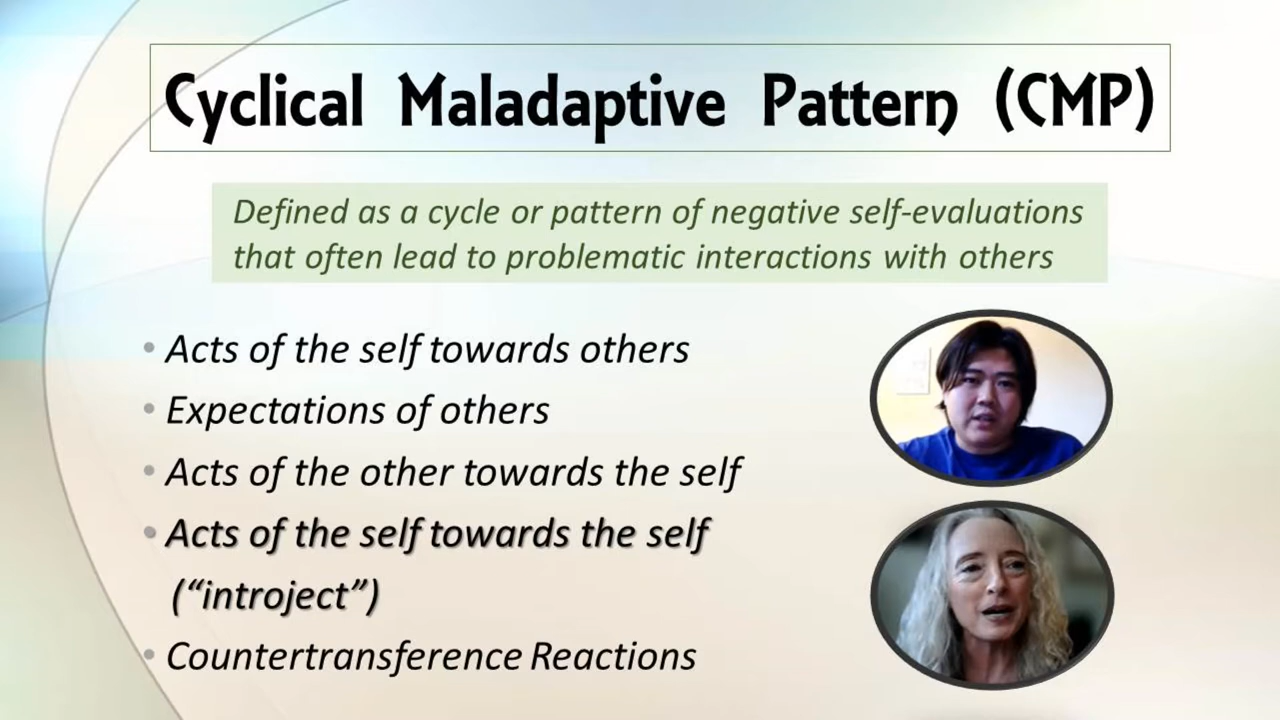 Cyclical Maladaptive Pattern (CMP)
Defined as a cycle or pattern of negative self-evaluations
that often lead to problematic interactions with others
• Acts of the self towards others
• Expectations of others
• Acts of the other towards the self
• Acts of the self towards the self
(“introject”)
• Countertransference Reactions